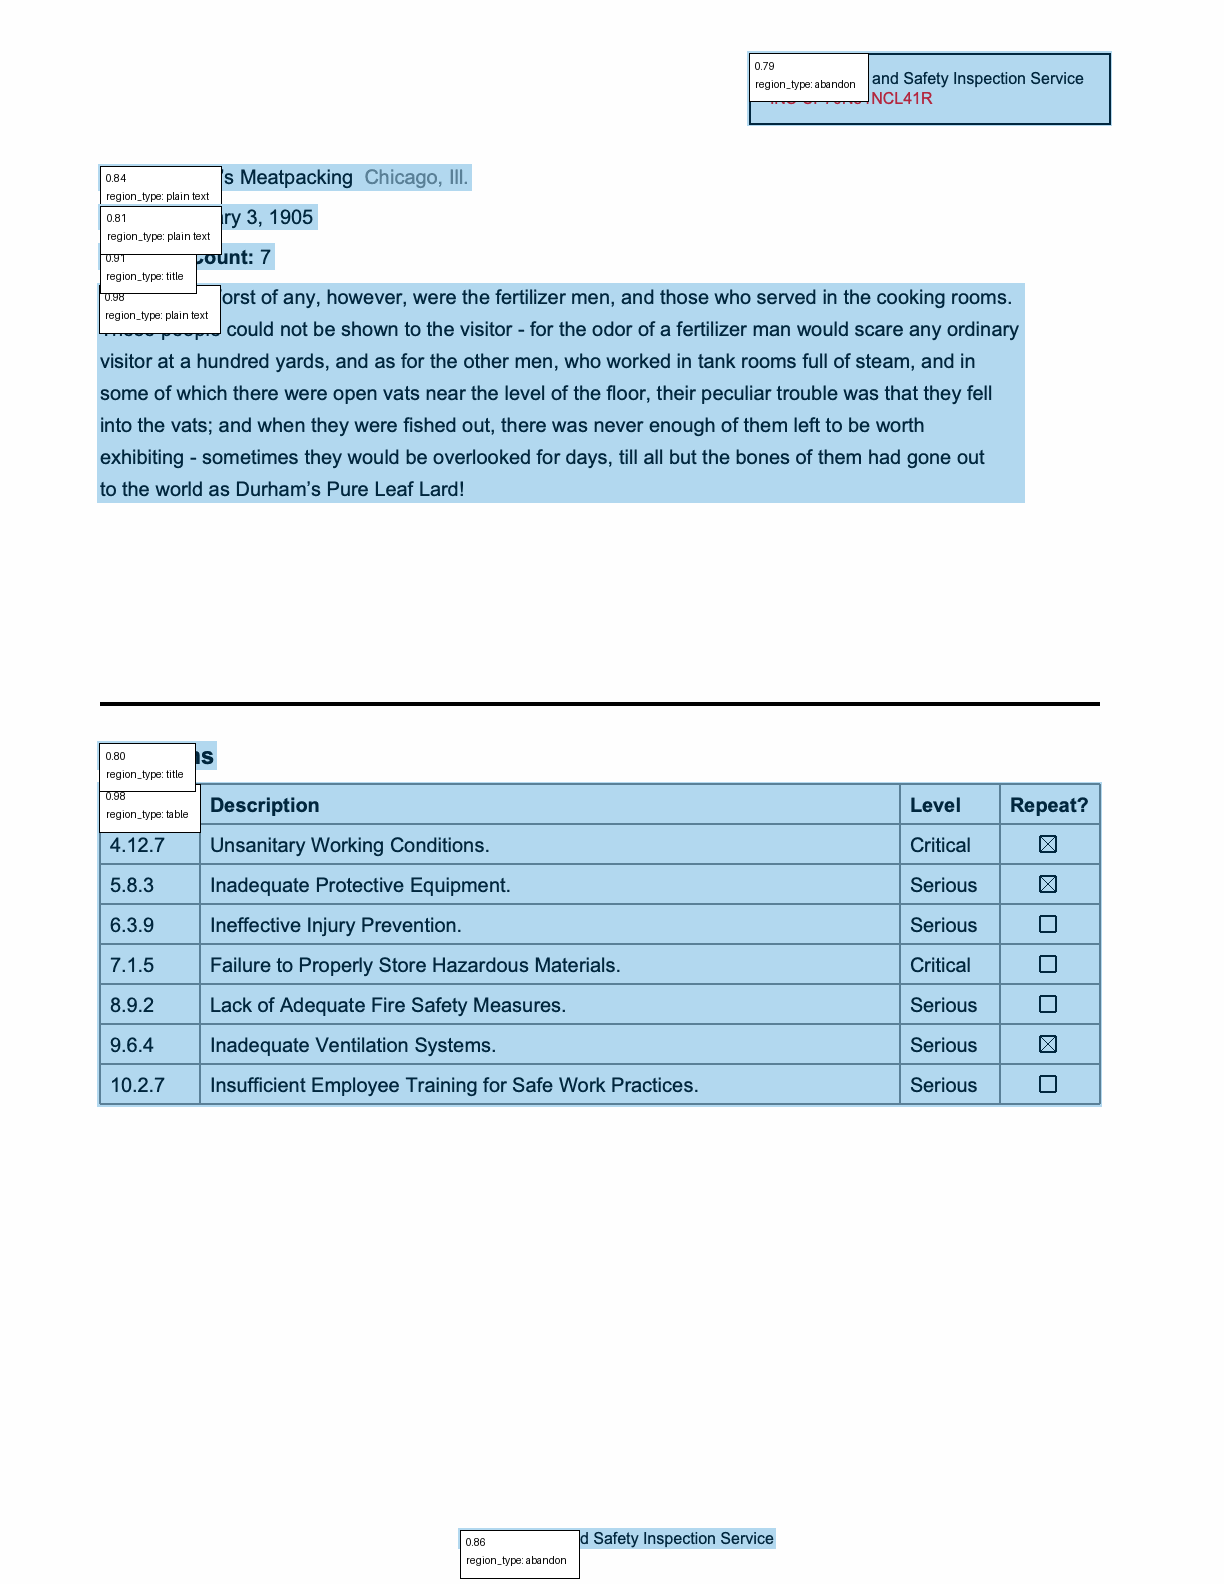 0.79
region_type: abandon
and Safety Inspection Service
NCL41R
0.84
region_type: plain text
's Meatpacking Chicago, Ill.
0.81
region_type: plain text
3, 1905
0.91
region_type: title
Count: 7
0.98
region_type: plain text
of any, however, were the fertilizer men, and those who served in the cooking rooms.
These people could not be shown to the visitor - for the odor of a fertilizer man would scare any ordinary
visitor at a hundred yards, and as for the other men, who worked in tank rooms full of steam, and in
some of which there were open vats near the level of the floor, their peculiar trouble was that they fell
into the vats; and when they were fished out, there was never enough of them left to be worth
exhibiting - sometimes they would be overlooked for days, till all but the bones of them had gone out
to the world as Durham's Pure Leaf Lard!
0.80
region_type: title
0.98
region_type: table
Description Level Repeat?
4.12.7 Unsanitary Working Conditions. Critical ☒
5.8.3 Inadequate Protective Equipment. Serious ☒
6.3.9 Ineffective Injury Prevention. Serious ☐
7.1.5 Failure to Properly Store Hazardous Materials. Critical ☐
8.9.2 Lack of Adequate Fire Safety Measures. Serious ☐
9.6.4 Inadequate Ventilation Systems. Serious ☒
10.2.7 Insufficient Employee Training for Safe Work Practices. Serious ☐
0.86
region_type: abandon
Safety Inspection Service